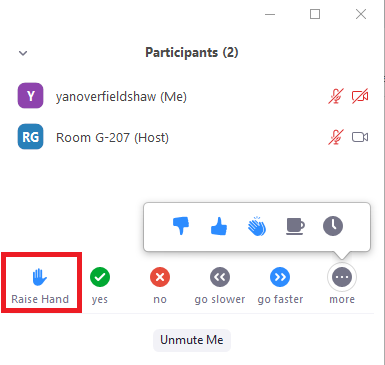 Participants (2)
Y yanoverfieldshaw (Me)
RG Room G-207 (Host)
Raise Hand yes no go slower go faster more
Unmute Me